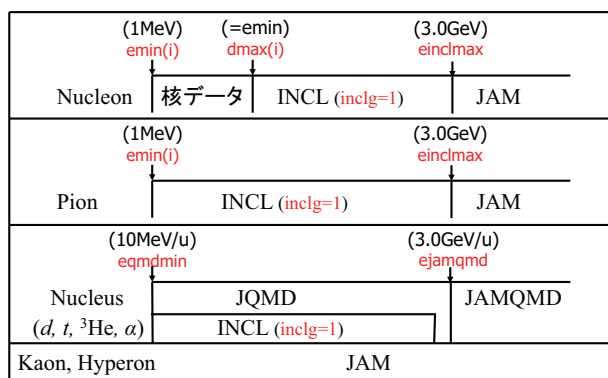 (1MeV) (=emin) (3.0GeV)
emin(i) dmax(i) einclmax
Nucleon 核データ INCL (inclg=1) JAM
(1MeV) (3.0GeV)
emin(i) einclmax
Pion INCL (inclg=1) JAM
(10MeV/u) (3.0GeV/u)
eqmdmin ejamqmd
Nucleus JQMD JAMQMD
(d, t, ³He, α) INCL (inclg=1)
Kaon, Hyperon JAM